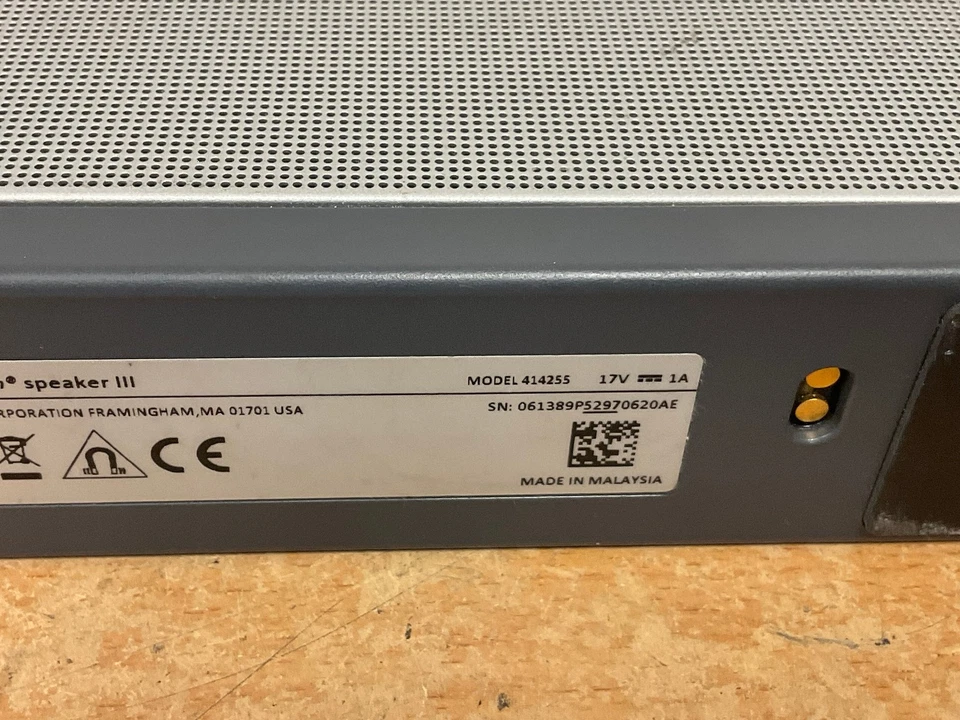 ® speaker III
MODEL 414255 17V ⎓ 1A
RPORATION FRAMINGHAM,MA 01701 USA
SN: 061389P52970620AE
CE
MADE IN MALAYSIA